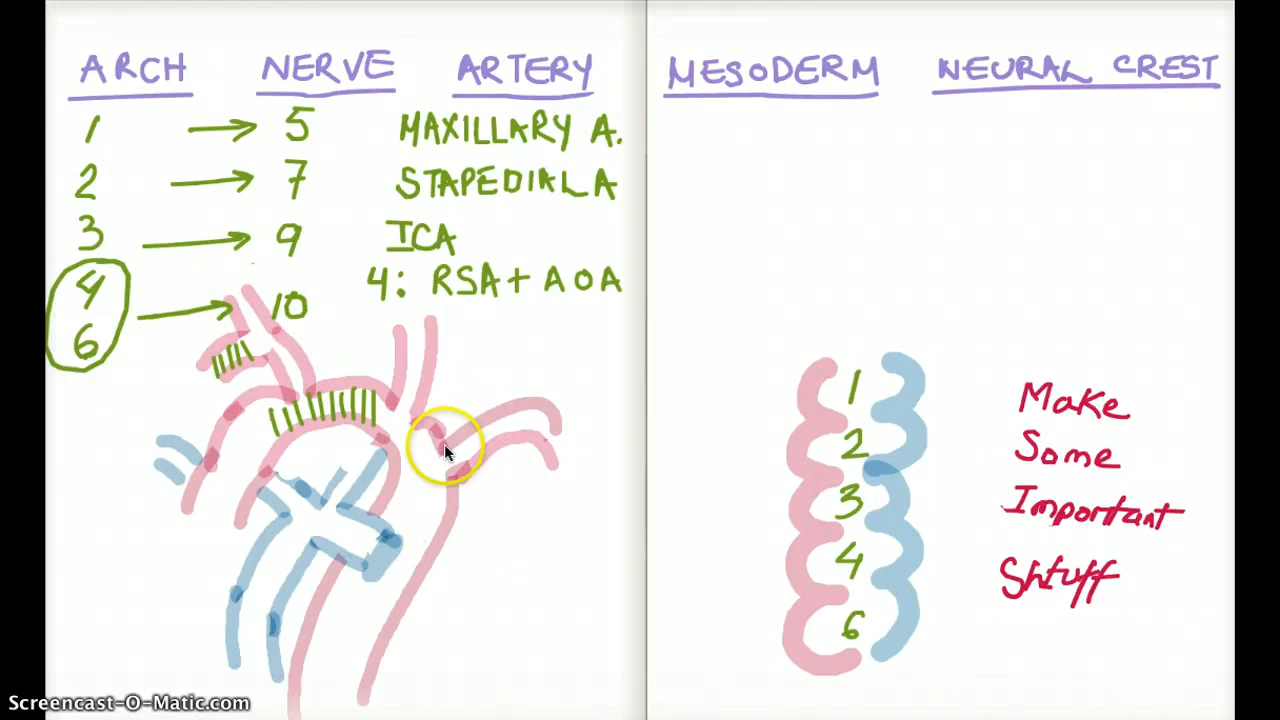 ARCH NERVE ARTERY
1 → 5 MAXILLARY A.
2 → 7 STAPEDIAL A
3 → 9 ICA
4 → 10 4: RSA + AOA
6
MESODERM NEURAL CREST
1
2
3
4
6
Make
Some
Important
Shtuff
Screencast-O-Matic.com